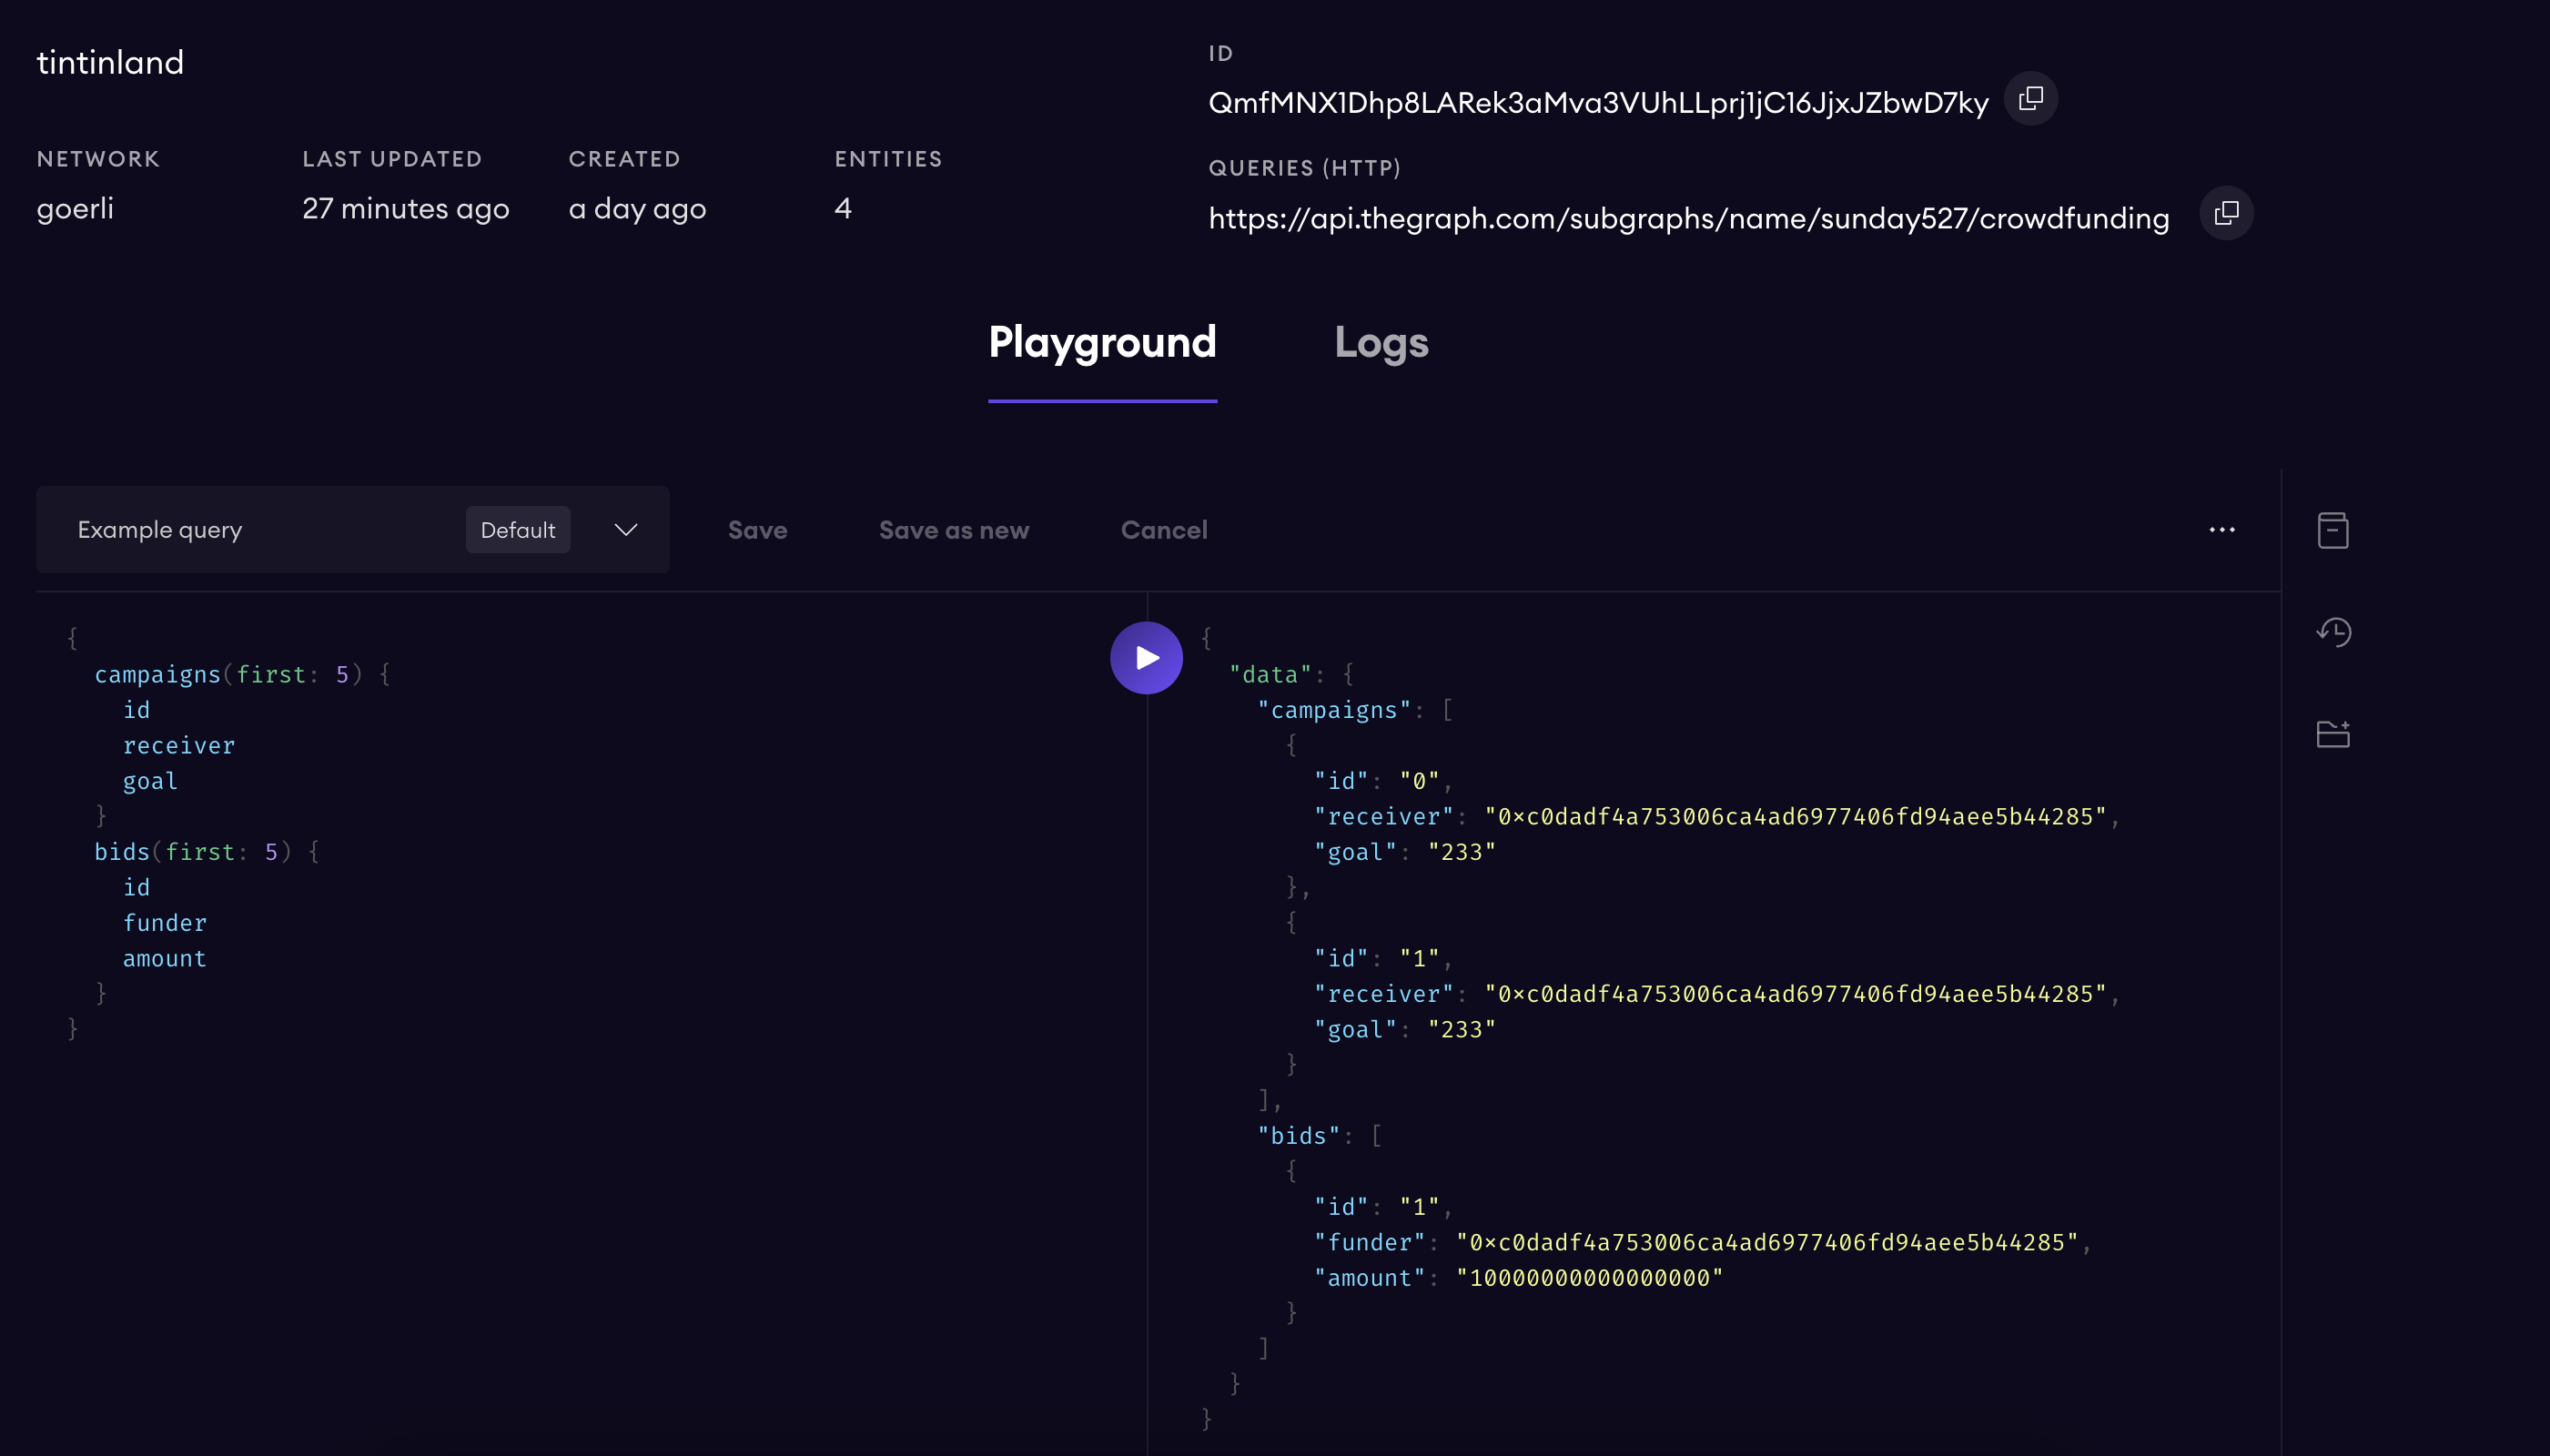 tintinland
NETWORK
goerli
LAST UPDATED
27 minutes ago
CREATED
a day ago
ENTITIES
4
ID
QmfMNX1Dhp8LARek3aMva3VUhLLprj1jC16JjxJZbwD7ky
QUERIES (HTTP)
https://api.thegraph.com/subgraphs/name/sunday527/crowdfunding
Playground
Logs
Example query
Default
Save
Save as new
Cancel
{
  campaigns(first: 5) {
    id
    receiver
    goal
  }
  bids(first: 5) {
    id
    funder
    amount
  }
}
{
  "data": {
    "campaigns": [
      {
        "id": "0",
        "receiver": "0xc0dadf4a753006ca4ad6977406fd94aee5b44285",
        "goal": "233"
      },
      {
        "id": "1",
        "receiver": "0xc0dadf4a753006ca4ad6977406fd94aee5b44285",
        "goal": "233"
      }
    ],
    "bids": [
      {
        "id": "1",
        "funder": "0xc0dadf4a753006ca4ad6977406fd94aee5b44285",
        "amount": "10000000000000000"
      }
    ]
  }
}